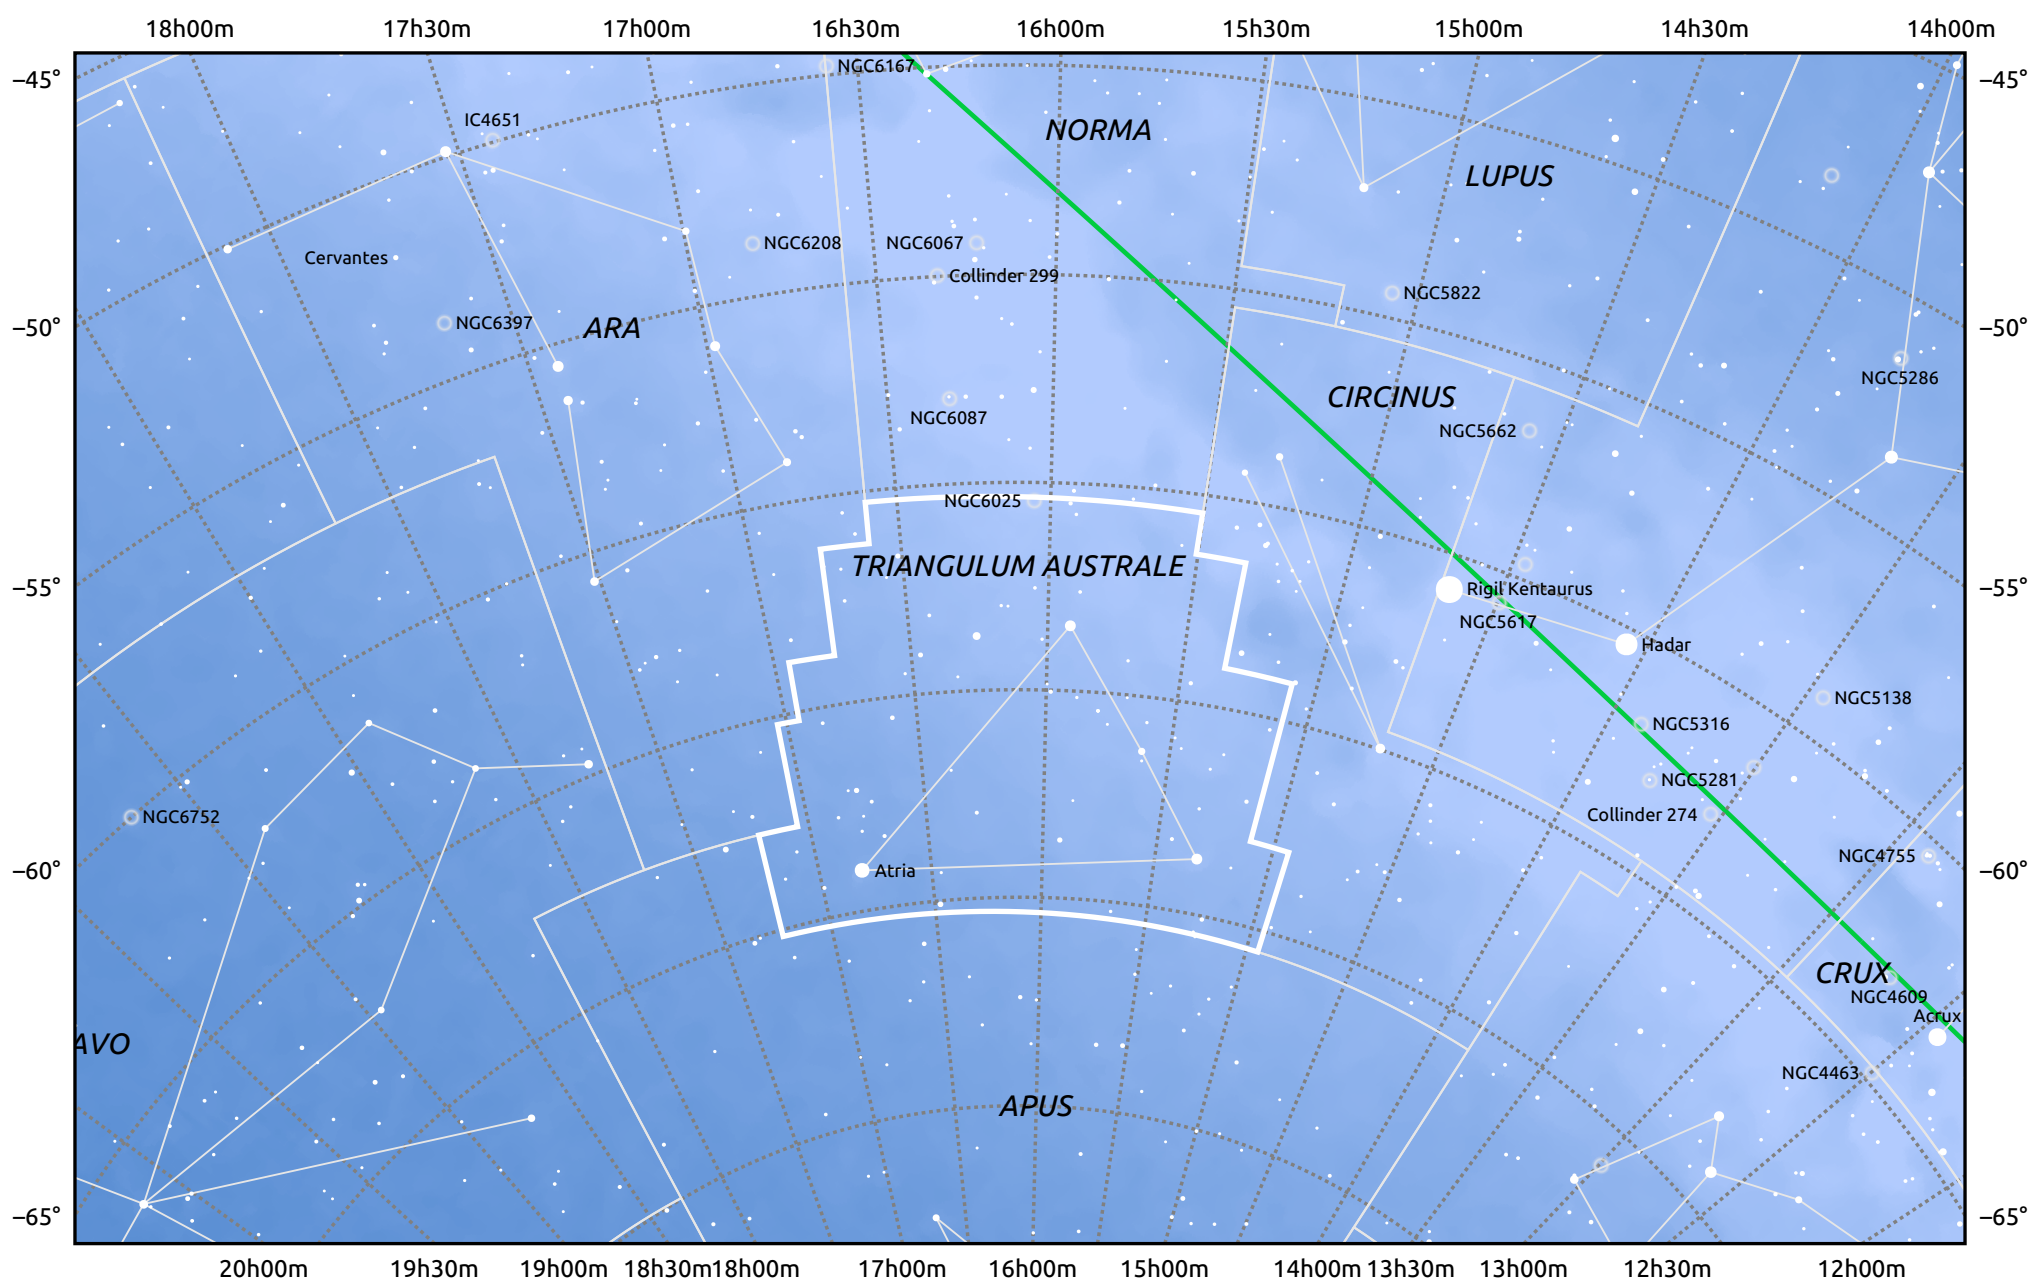 18h00m 17h30m 17h00m 16h30m 16h00m 15h30m 15h00m 14h30m 14h00m
−45° −45°
NGC6167
IC4651
NORMA
LUPUS
NGC6208 NGC6067
Cervantes
Collinder 299
NGC5822
−50° NGC6397 ARA −50°
NGC5286
CIRCINUS
NGC6087
NGC5662
NGC6025
TRIANGULUM AUSTRALE
−55° Rigil Kentaurus −55°
NGC5617
Hadar
NGC5138
NGC5316
NGC5281
NGC6752 Collinder 274
NGC4755
−60° Atria −60°
CRUX
NGC4609
Acrux
AVO
NGC4463
APUS
−65° −65°
20h00m 19h30m 19h00m 18h30m 18h00m 17h00m 16h00m 15h00m 14h00m 13h30m 13h00m 12h30m 12h00m